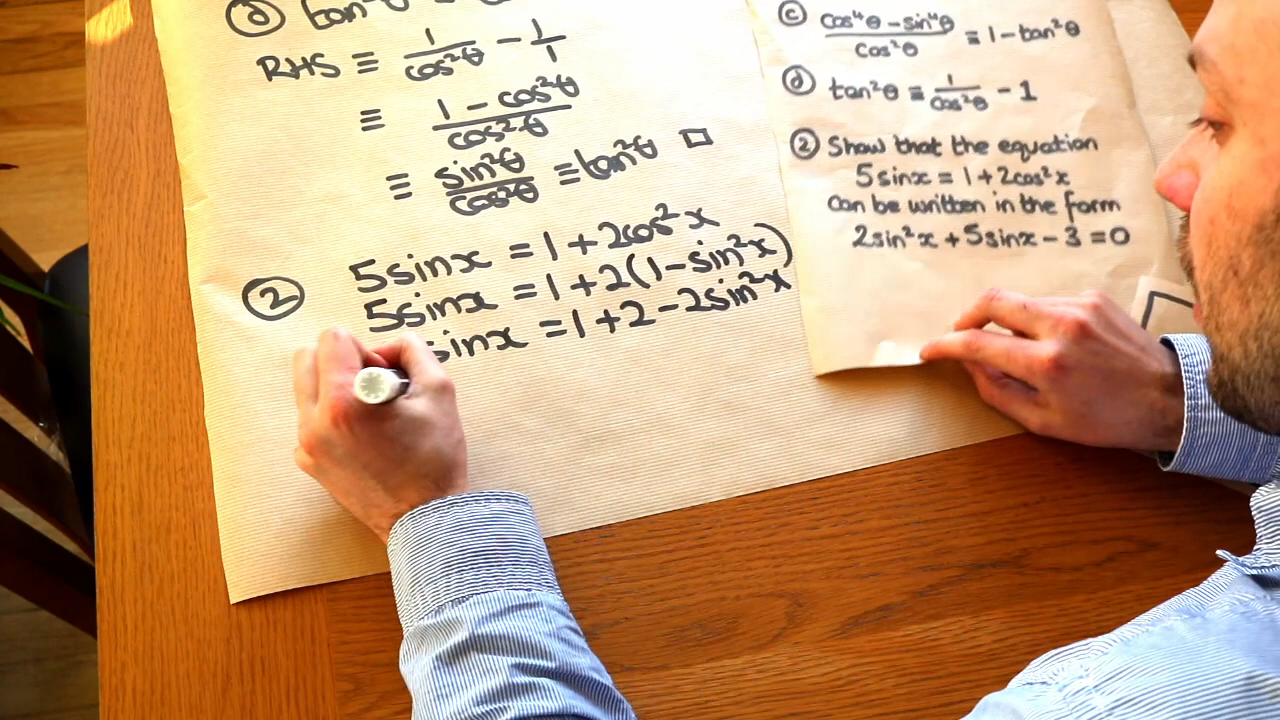 d tan²θ
RHS ≡ 1/cos²θ − 1/1
≡ 1 − cos²θ/cos²θ
≡ sin²θ/cos²θ ≡ tan²θ □
2 5sinx = 1 + 2cos²x
5sinx = 1 + 2(1 − sin²x)
sinx = 1 + 2 − 2sin²x
c cos⁴θ − sin⁴θ/cos²θ ≡ 1 − tan²θ
d tan²θ ≡ 1/cos²θ − 1
2 Show that the equation
5sinx = 1 + 2cos²x
can be written in the form
2sin²x + 5sinx − 3 = 0